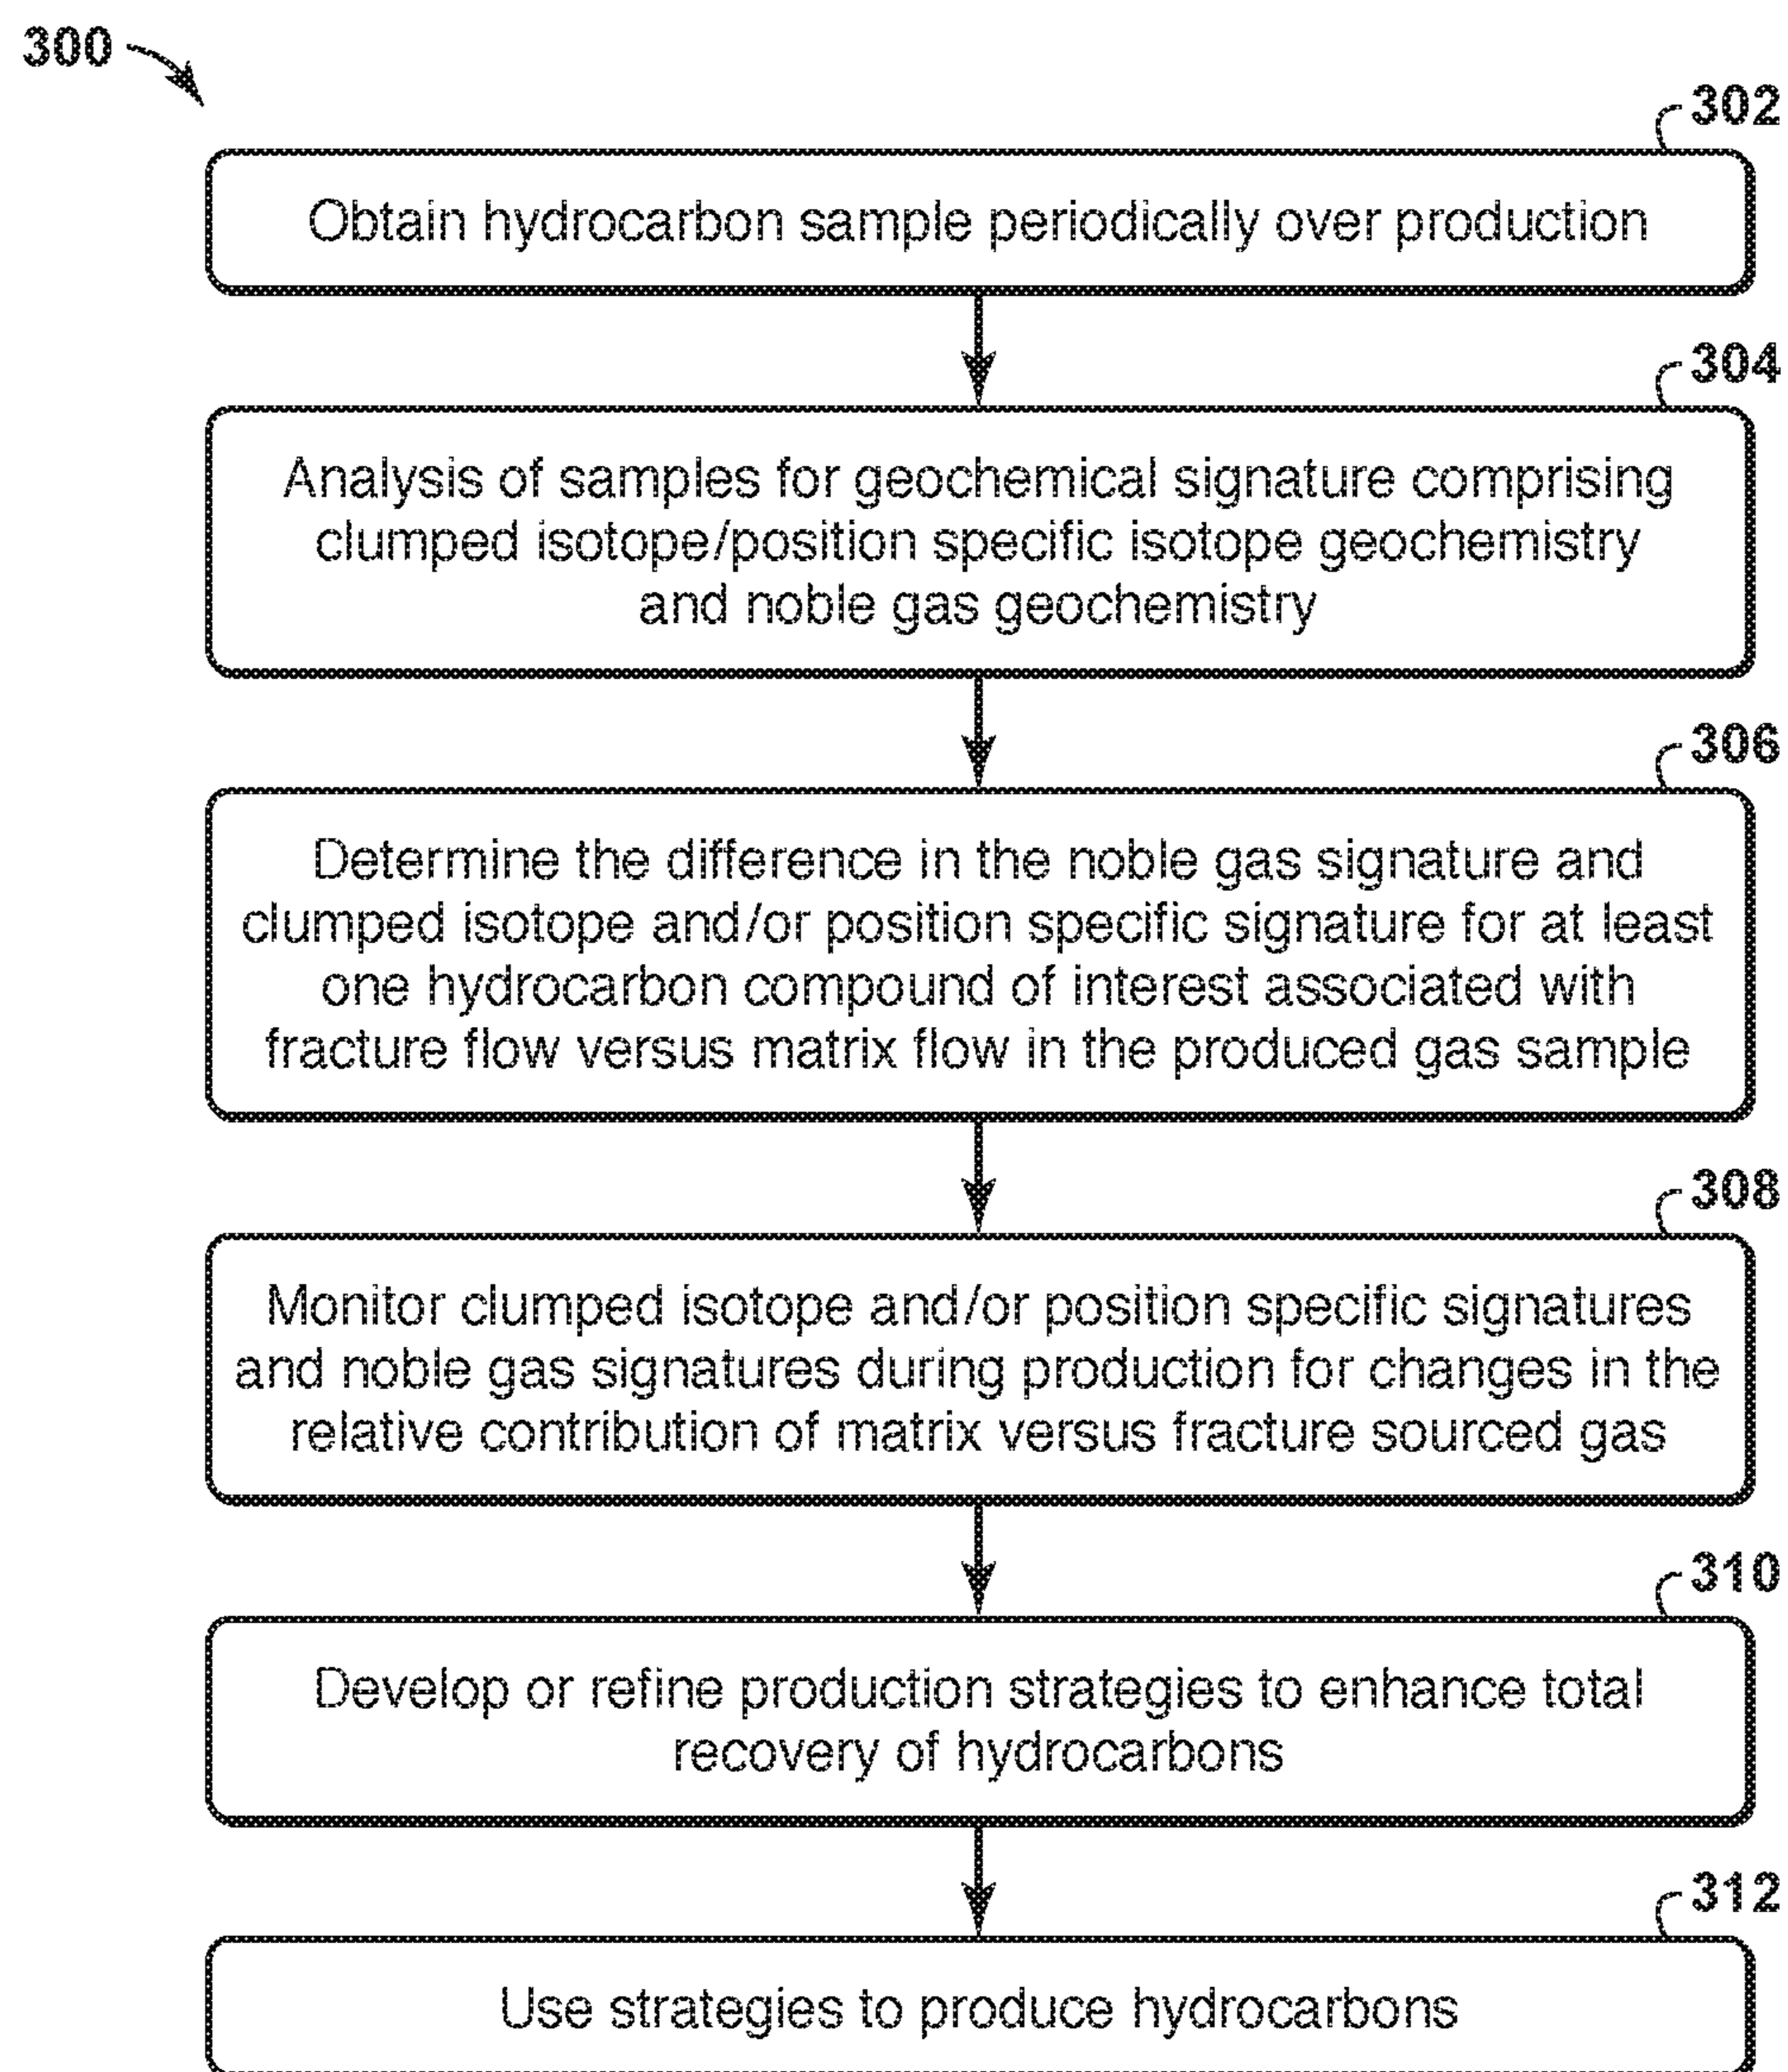 300
302
Obtain hydrocarbon sample periodically over production
304
Analysis of samples for geochemical signature comprising
clumped isotope/position specific isotope geochemistry
and noble gas geochemistry
306
Determine the difference in the noble gas signature and
clumped isotope and/or position specific signature for at least
one hydrocarbon compound of interest associated with
fracture flow versus matrix flow in the produced gas sample
308
Monitor clumped isotope and/or position specific signatures
and noble gas signatures during production for changes in the
relative contribution of matrix versus fracture sourced gas
310
Develop or refine production strategies to enhance total
recovery of hydrocarbons
312
Use strategies to produce hydrocarbons